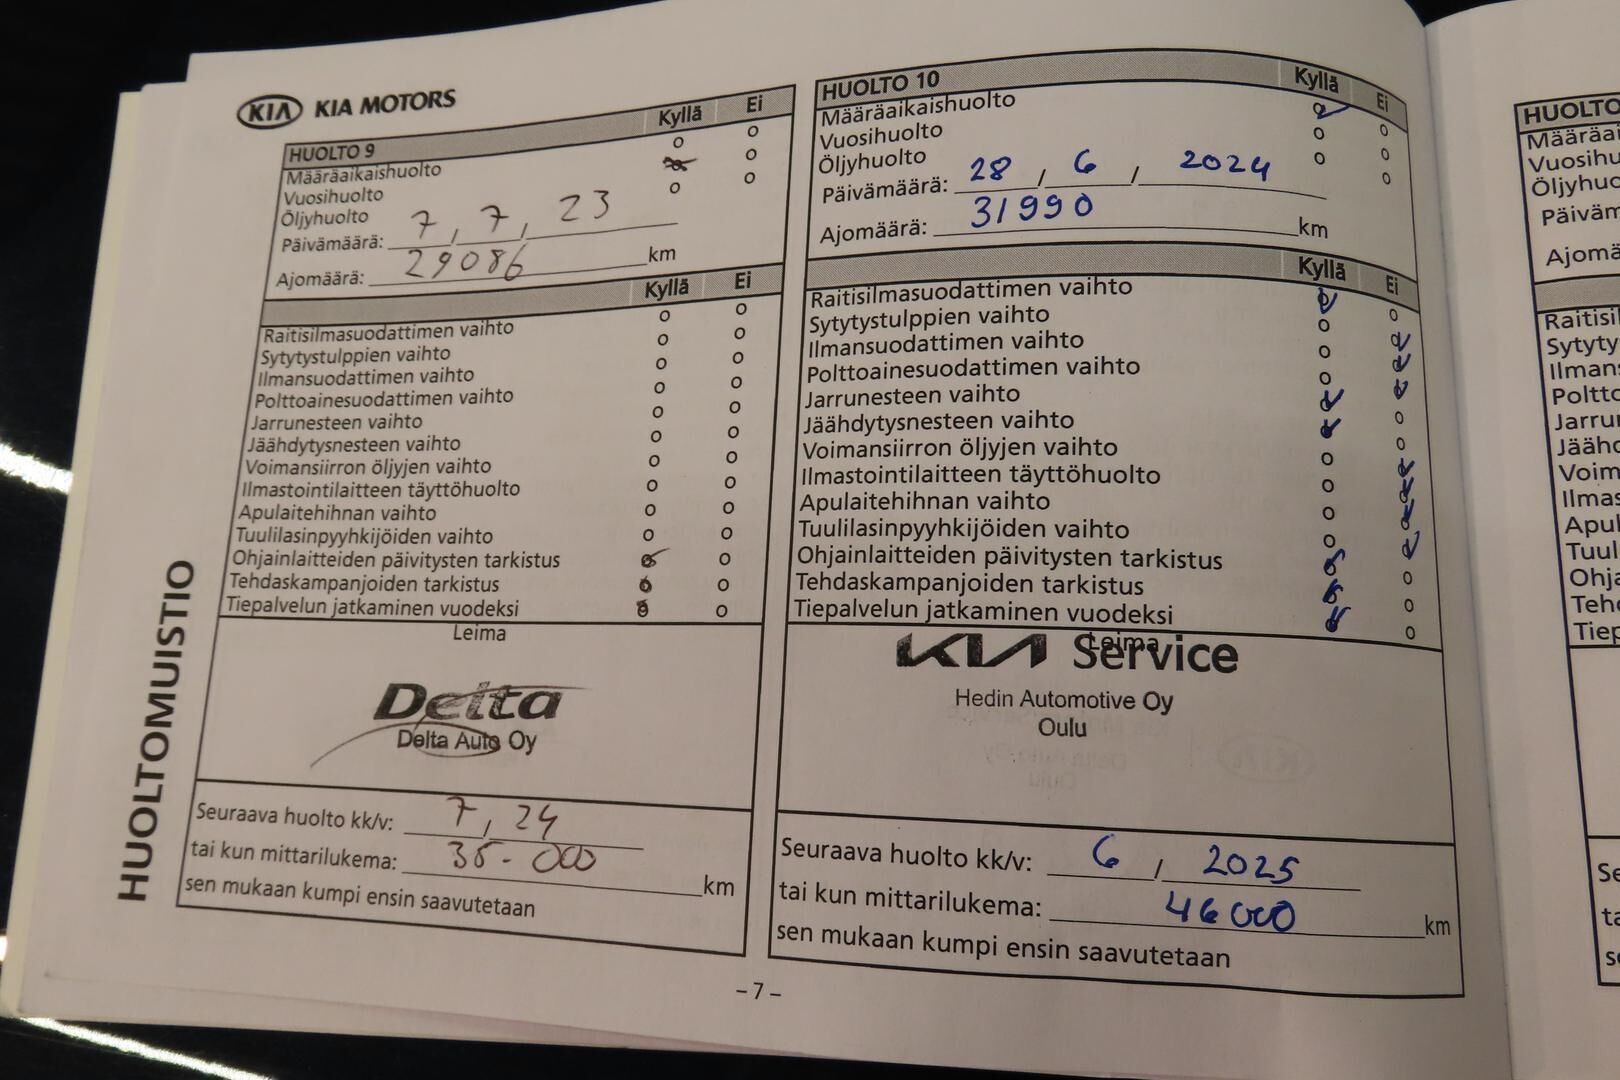 KIA KIA MOTORS
HUOLTO 9 Kyllä Ei
Määräaikaishuolto
Vuosihuolto
Öljyhuolto
Päivämäärä: 7, 7, 23
Ajomäärä: 29086 km
Kyllä Ei
Raitisilmasuodattimen vaihto
Sytytystulppien vaihto
Ilmansuodattimen vaihto
Polttoainesuodattimen vaihto
Jarrunesteen vaihto
Jäähdytysnesteen vaihto
Voimansiirron öljyjen vaihto
Ilmastointilaitteen täyttöhuolto
Apulaitehihnan vaihto
Tuulilasinpyyhkijöiden vaihto
Ohjainlaitteiden päivitysten tarkistus
Tehdaskampanjoiden tarkistus
Tiepalvelun jatkaminen vuodeksi
Leima
Delta
Delta Auto Oy
Seuraava huolto kk/v: 7, 24
tai kun mittarilukema: 35-000 km
sen mukaan kumpi ensin saavutetaan
HUOLTOMUISTIO
HUOLTO 10 Kyllä Ei
Määräaikaishuolto
Vuosihuolto
Öljyhuolto
Päivämäärä: 28 / 6 / 2024
Ajomäärä: 31990 km
Kyllä Ei
Raitisilmasuodattimen vaihto
Sytytystulppien vaihto
Ilmansuodattimen vaihto
Polttoainesuodattimen vaihto
Jarrunesteen vaihto
Jäähdytysnesteen vaihto
Voimansiirron öljyjen vaihto
Ilmastointilaitteen täyttöhuolto
Apulaitehihnan vaihto
Tuulilasinpyyhkijöiden vaihto
Ohjainlaitteiden päivitysten tarkistus
Tehdaskampanjoiden tarkistus
Tiepalvelun jatkaminen vuodeksi
Leima
KIA Service
Hedin Automotive Oy
Oulu
Seuraava huolto kk/v: 6 / 2025
tai kun mittarilukema: 46000 km
sen mukaan kumpi ensin saavutetaan
- 7 -
HUOLTO